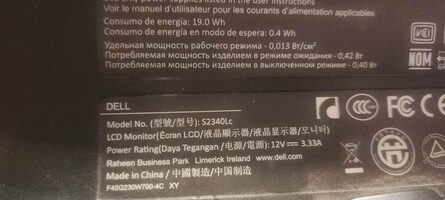 Voir le manuel d'utilisateur pour les courants d'alimentation applicables
Consumo de energía: 19.0 Wh
Consumo de energía en modo de espera: 0.4 Wh
Удельная мощность рабочего режима - 0,013 Вт/см²
Потребляемая мощность изделием в режиме ожидания - 0,42 Вт
Потребляемая мощность изделием в выключенном режиме - 0,40 Вт
NOM
DELL
Model No. (型號/型号): S2340Lc
LCD Monitor(Écran LCD/液晶顯示器/液晶显示器/모니터)
Power Rating(Daya Tegangan /电源/電源): 12V 3.33A
Raheen Business Park Limerick Ireland www.dell.com
Made in China/中國製造/中国制造
F40G230W700-4C XY
FC CE